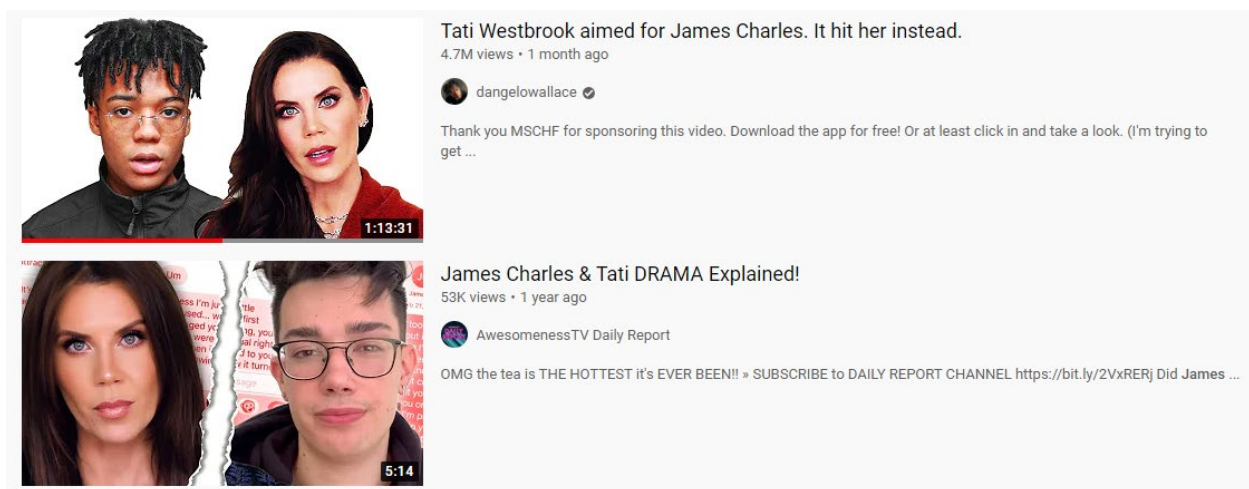 Tati Westbrook aimed for James Charles. It hit her instead.
4.7M views • 1 month ago
dangelowallace
Thank you MSCHF for sponsoring this video. Download the app for free! Or at least click in and take a look. (I'm trying to
get ...
1:13:31
James Charles & Tati DRAMA Explained!
53K views • 1 year ago
AwesomenessTV Daily Report
OMG the tea is THE HOTTEST it's EVER BEEN!! » SUBSCRIBE to DAILY REPORT CHANNEL https://bit.ly/2VxRERj Did James ...
Um
5:14